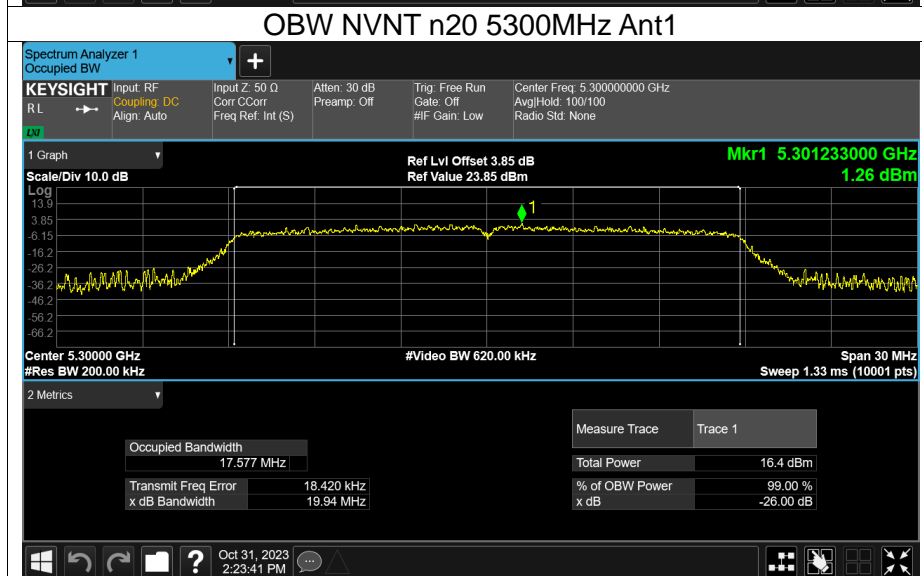 OBW NVNT n20 5300MHz Ant1
Spectrum Analyzer 1
Occupied BW
KEYSIGHT
R L
LXI
Input: RF
Coupling: DC
Align: Auto
Input Z: 50 Ω
Corr CCorr
Freq Ref: Int (S)
Atten: 30 dB
Preamp: Off
Trig: Free Run
Gate: Off
#IF Gain: Low
Center Freq: 5.300000000 GHz
Avg|Hold: 100/100
Radio Std: None
1 Graph
Scale/Div 10.0 dB
Ref Lvl Offset 3.85 dB
Ref Value 23.85 dBm
Mkr1 5.301233000 GHz
1.26 dBm
Log
13.9
3.85
-6.15
-16.2
-26.2
-36.2
-46.2
-56.2
-66.2
1
Center 5.30000 GHz
#Res BW 200.00 kHz
#Video BW 620.00 kHz
Span 30 MHz
Sweep 1.33 ms (10001 pts)
2 Metrics
Occupied Bandwidth
17.577 MHz
Transmit Freq Error 18.420 kHz
x dB Bandwidth 19.94 MHz
Measure Trace Trace 1
Total Power 16.4 dBm
% of OBW Power 99.00 %
x dB -26.00 dB
?
Oct 31, 2023
2:23:41 PM